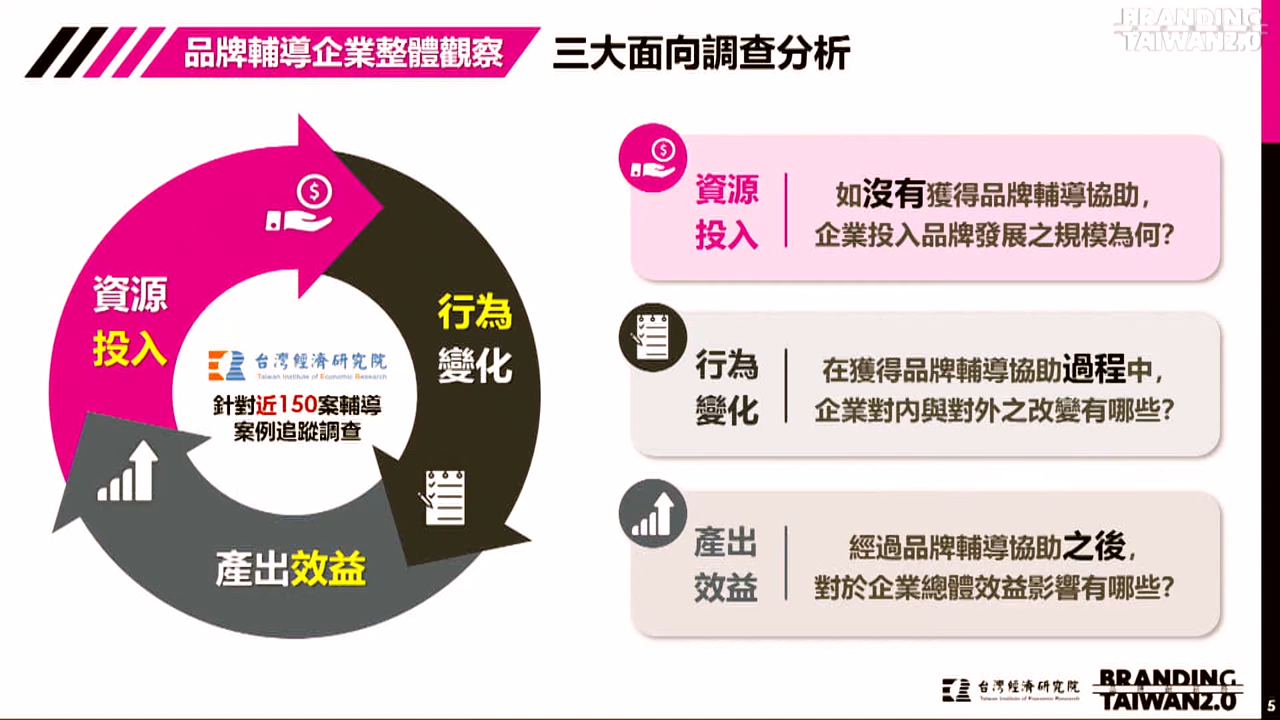 品牌輔導企業整體觀察
三大面向調查分析
BRANDING
TAIWAN2.0
資源
投入
行為
變化
產出效益
台灣經濟研究院
Taiwan Institute of Economic Research
針對近150案輔導
案例追蹤調查
資源
投入
如沒有獲得品牌輔導協助，
企業投入品牌發展之規模為何?
行為
變化
在獲得品牌輔導協助過程中，
企業對內與對外之改變有哪些?
產出
效益
經過品牌輔導協助之後，
對於企業總體效益影響有哪些?
台灣經濟研究院
Taiwan Institute of Economic Research
BRANDING
TAIWAN2.0
5